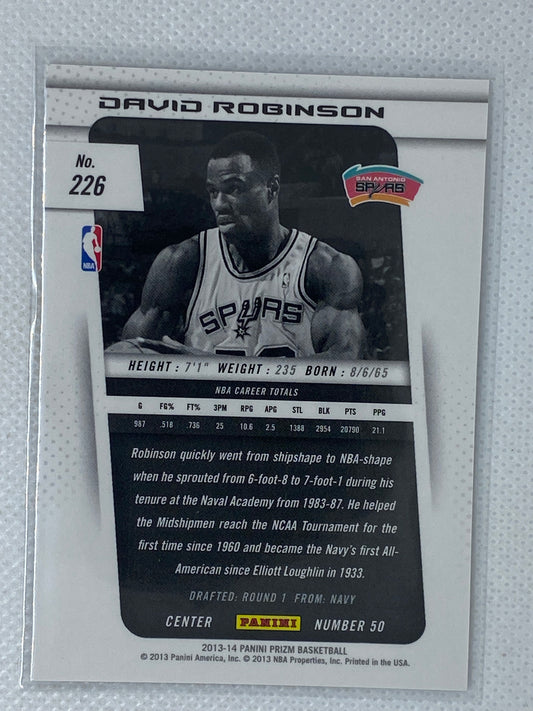 DAVID ROBINSON
No.
226
SAN ANTONIO
SPURS
NBA
SPURS
HEIGHT : 7'1" WEIGHT : 235 BORN : 8/6/65
NBA CAREER TOTALS
G FG% FT% 3PM RPG APG STL BLK PTS PPG
987 .518 .736 25 10.6 2.5 1388 2954 20790 21.1
Robinson quickly went from shipshape to NBA-shape
when he sprouted from 6-foot-8 to 7-foot-1 during his
tenure at the Naval Academy from 1983-87. He helped
the Midshipmen reach the NCAA Tournament for the
first time since 1960 and became the Navy's first All-
American since Elliott Loughlin in 1933.
DRAFTED: ROUND 1 FROM: NAVY
CENTER PANINI NUMBER 50
2013-14 PANINI PRIZM BASKETBALL
© 2013 Panini America, Inc. © 2013 NBA Properties, Inc. Printed in the USA.